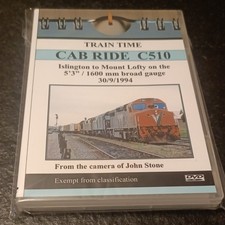 TRAIN TIME
CAB RIDE C510
Islington to Mount Lofty on the
5'3" / 1600 mm broad gauge
30/9/1994
From the camera of John Stone
Exempt from classification
DVD